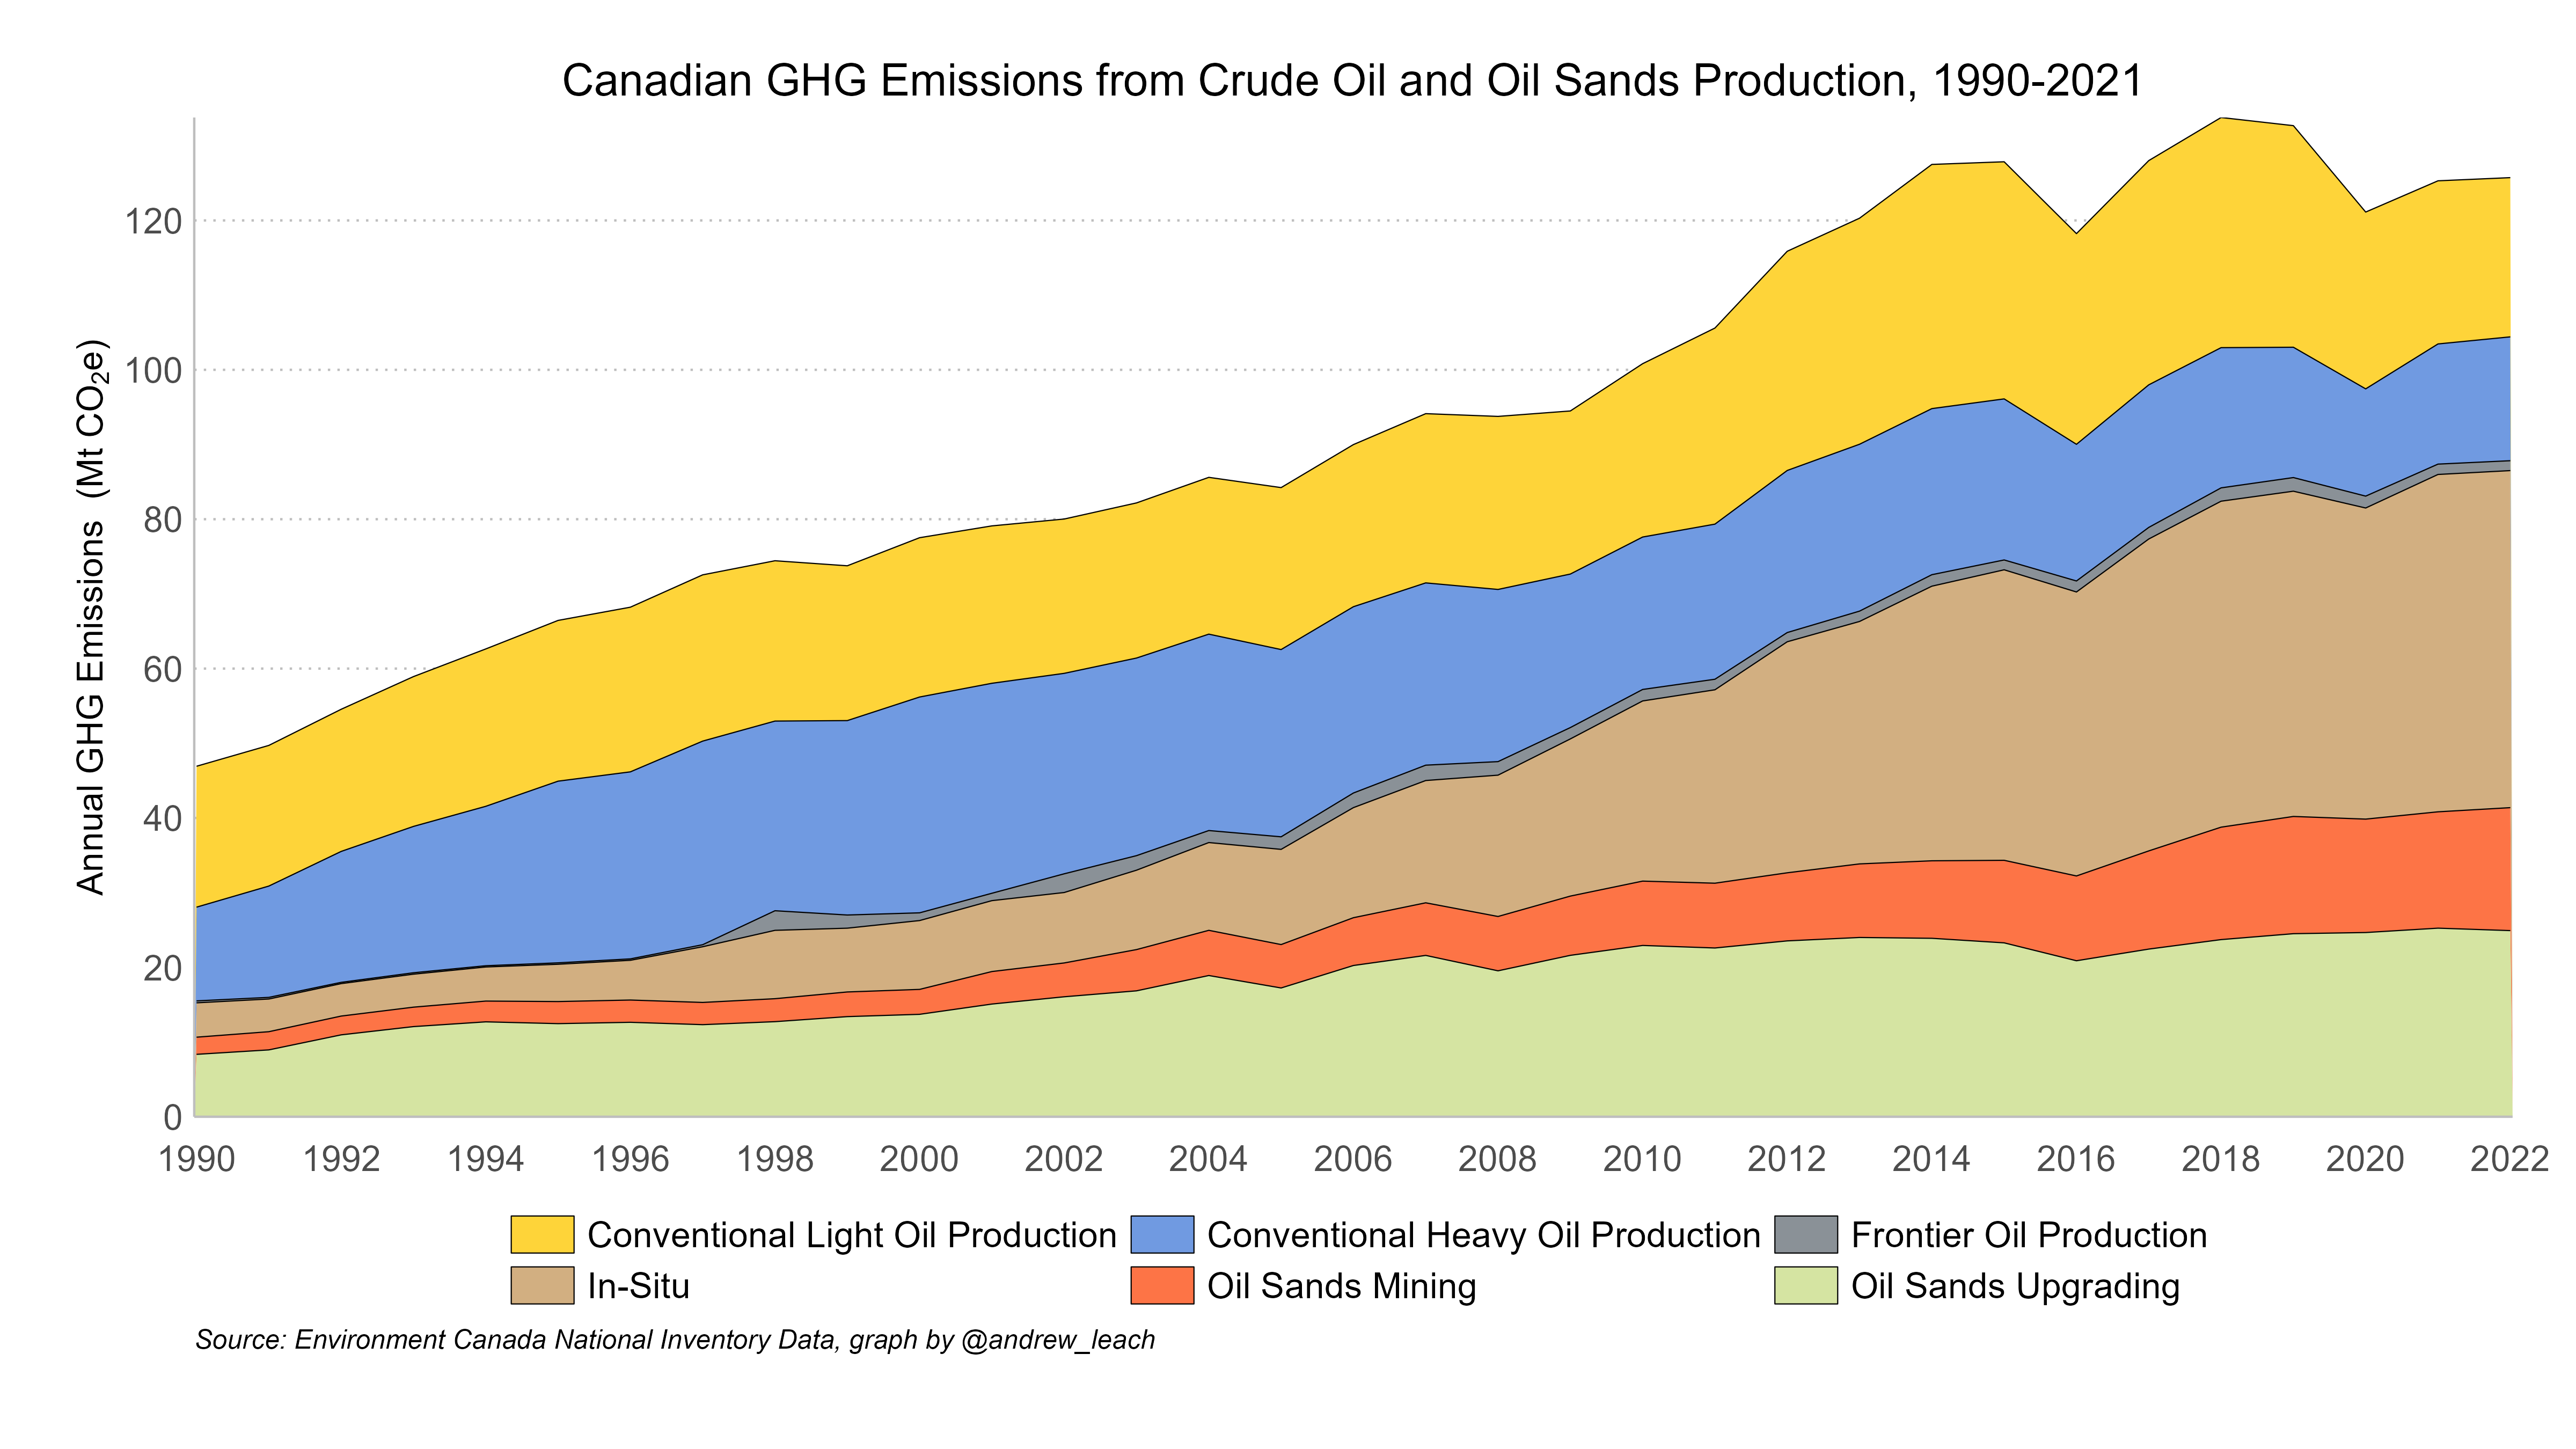 Canadian GHG Emissions from Crude Oil and Oil Sands Production, 1990-2021
Annual GHG Emissions (Mt CO₂e)
120
100
80
60
40
20
0
1990 1992 1994 1996 1998 2000 2002 2004 2006 2008 2010 2012 2014 2016 2018 2020 2022
Conventional Light Oil Production Conventional Heavy Oil Production Frontier Oil Production
In-Situ Oil Sands Mining Oil Sands Upgrading
Source: Environment Canada National Inventory Data, graph by @andrew_leach